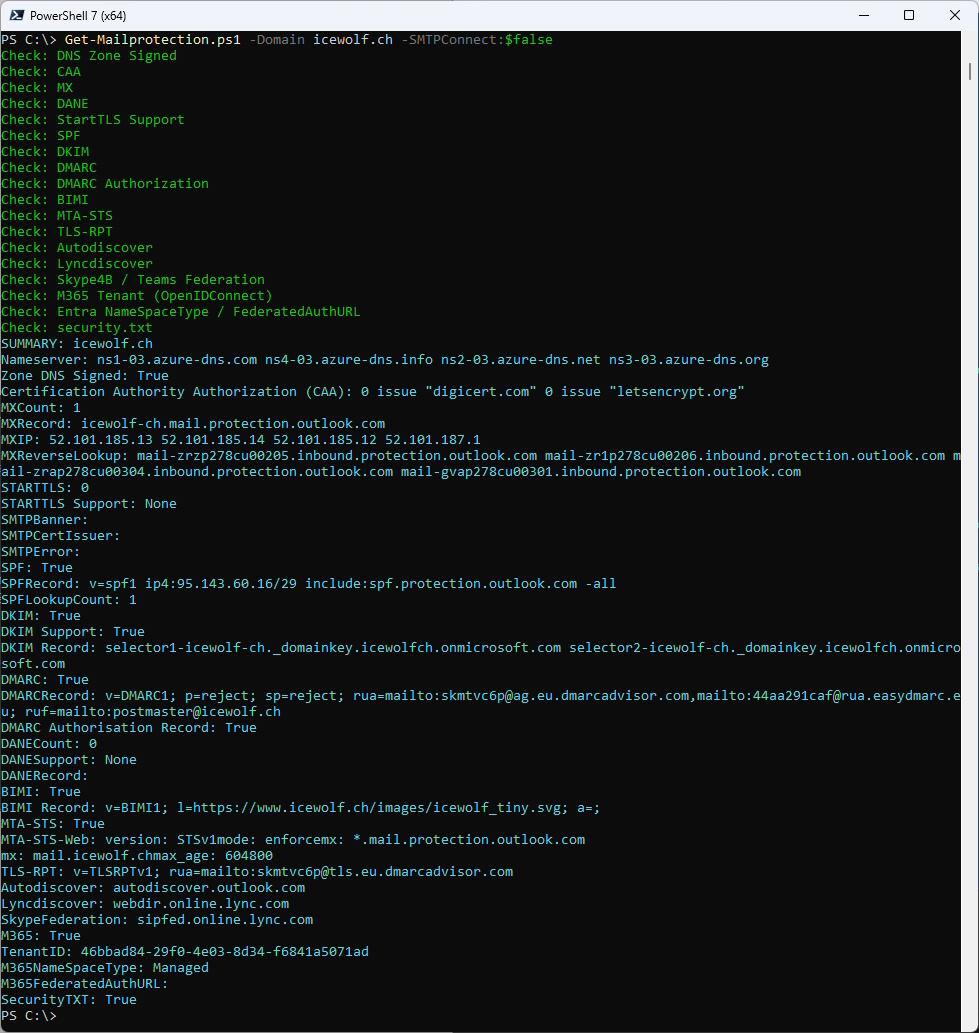 PowerShell 7 (x64)
PS C:\> Get-Mailprotection.ps1 -Domain icewolf.ch -SMTPConnect:$false
Check: DNS Zone Signed
Check: CAA
Check: MX
Check: DANE
Check: StartTLS Support
Check: SPF
Check: DKIM
Check: DMARC
Check: DMARC Authorization
Check: BIMI
Check: MTA-STS
Check: TLS-RPT
Check: Autodiscover
Check: Lyncdiscover
Check: Skype4B / Teams Federation
Check: M365 Tenant (OpenIDConnect)
Check: Entra NameSpaceType / FederatedAuthURL
Check: security.txt
SUMMARY: icewolf.ch
Nameserver: ns1-03.azure-dns.com ns4-03.azure-dns.info ns2-03.azure-dns.net ns3-03.azure-dns.org
Zone DNS Signed: True
Certification Authority Authorization (CAA): 0 issue "digicert.com" 0 issue "letsencrypt.org"
MXCount: 1
MXRecord: icewolf-ch.mail.protection.outlook.com
MXIP: 52.101.185.13 52.101.185.14 52.101.185.12 52.101.187.1
MXReverseLookup: mail-zrzp278cu00205.inbound.protection.outlook.com mail-zr1p278cu00206.inbound.protection.outlook.com m
ail-zrap278cu00304.inbound.protection.outlook.com mail-gvap278cu00301.inbound.protection.outlook.com
STARTTLS: 0
STARTTLS Support: None
SMTPBanner:
SMTPCertIssuer:
SMTPError:
SPF: True
SPFRecord: v=spf1 ip4:95.143.60.16/29 include:spf.protection.outlook.com -all
SPFLookupCount: 1
DKIM: True
DKIM Support: True
DKIM Record: selector1-icewolf-ch._domainkey.icewolfch.onmicrosoft.com selector2-icewolf-ch._domainkey.icewolfch.onmicro
soft.com
DMARC: True
DMARCRecord: v=DMARC1; p=reject; sp=reject; rua=mailto:skmtvc6p@ag.eu.dmarcadvisor.com,mailto:44aa291caf@rua.easydmarc.e
u; ruf=mailto:postmaster@icewolf.ch
DMARC Authorisation Record: True
DANECount: 0
DANESupport: None
DANERecord:
BIMI: True
BIMI Record: v=BIMI1; l=https://www.icewolf.ch/images/icewolf_tiny.svg; a=;
MTA-STS: True
MTA-STS-Web: version: STSv1mode: enforcemx: *.mail.protection.outlook.com
mx: mail.icewolf.chmax_age: 604800
TLS-RPT: v=TLSRPTv1; rua=mailto:skmtvc6p@tls.eu.dmarcadvisor.com
Autodiscover: autodiscover.outlook.com
Lyncdiscover: webdir.online.lync.com
SkypeFederation: sipfed.online.lync.com
M365: True
TenantID: 46bbad84-29f0-4e03-8d34-f6841a5071ad
M365NameSpaceType: Managed
M365FederatedAuthURL:
SecurityTXT: True
PS C:\>